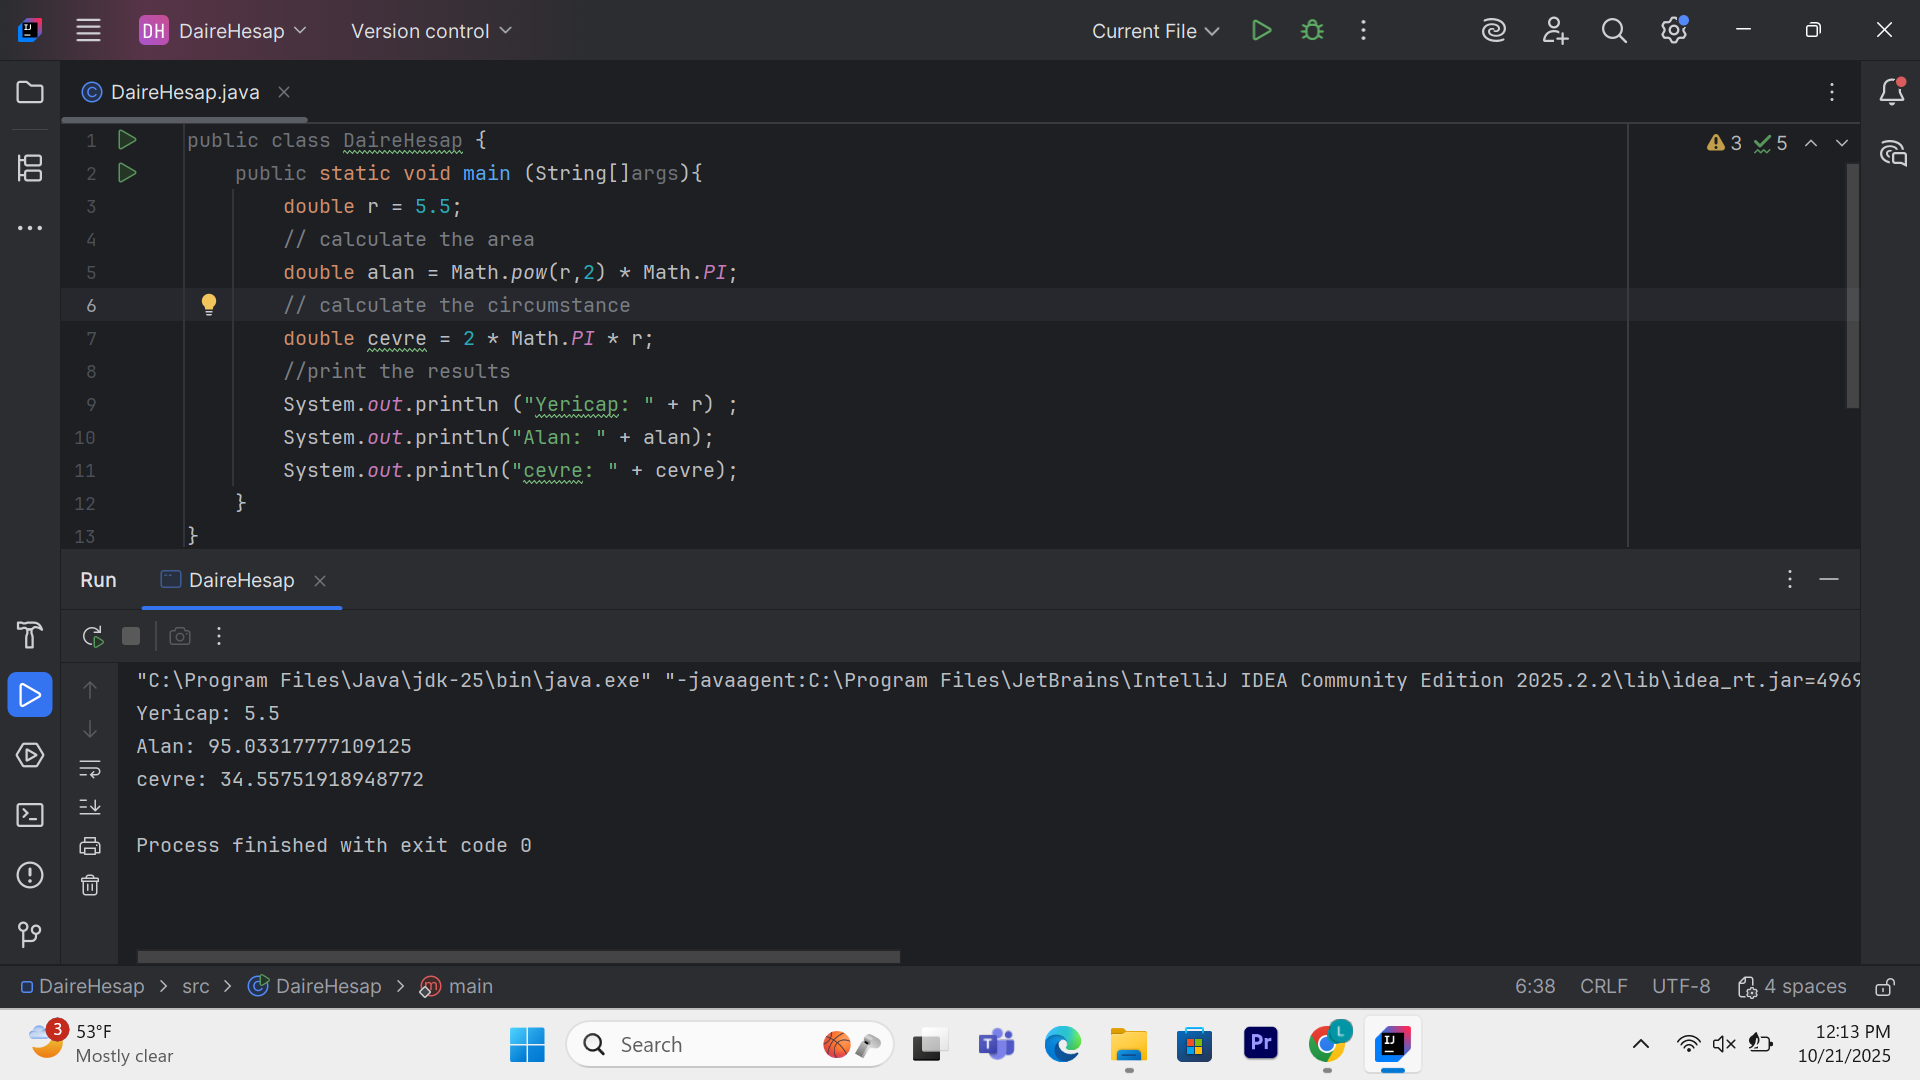 DH DaireHesap Version control Current File
DaireHesap.java
3 5
1 public class DaireHesap {
2 public static void main (String[]args){
3 double r = 5.5;
4 // calculate the area
5 double alan = Math.pow(r,2) * Math.PI;
6 // calculate the circumstance
7 double cevre = 2 * Math.PI * r;
8 //print the results
9 System.out.println ("Yericap: " + r) ;
10 System.out.println("Alan: " + alan);
11 System.out.println("cevre: " + cevre);
12 }
13 }
Run DaireHesap
"C:\Program Files\Java\jdk-25\bin\java.exe" "-javaagent:C:\Program Files\JetBrains\IntelliJ IDEA Community Edition 2025.2.2\lib\idea_rt.jar=4969
Yericap: 5.5
Alan: 95.03317777109125
cevre: 34.55751918948772
Process finished with exit code 0
DaireHesap src DaireHesap main 6:38 CRLF UTF-8 4 spaces
3 53°F
Mostly clear
Search
T
Pr
L
IJ
12:13 PM
10/21/2025